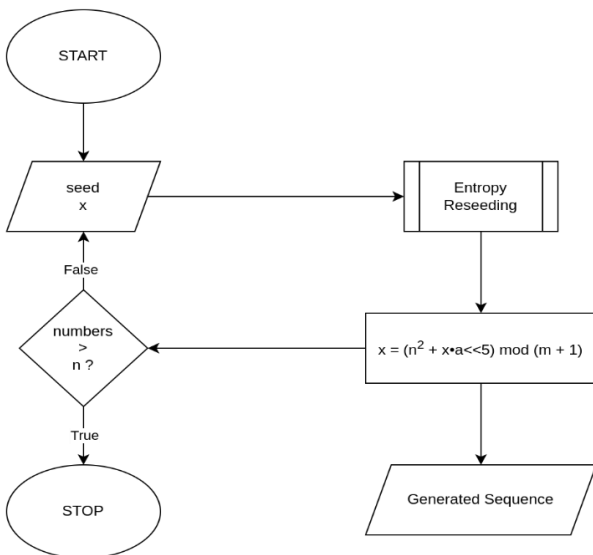 START
seed
x
Entropy
Reseeding
False
numbers
>
n ?
x = (n² + x•a<<5) mod (m + 1)
True
STOP
Generated Sequence